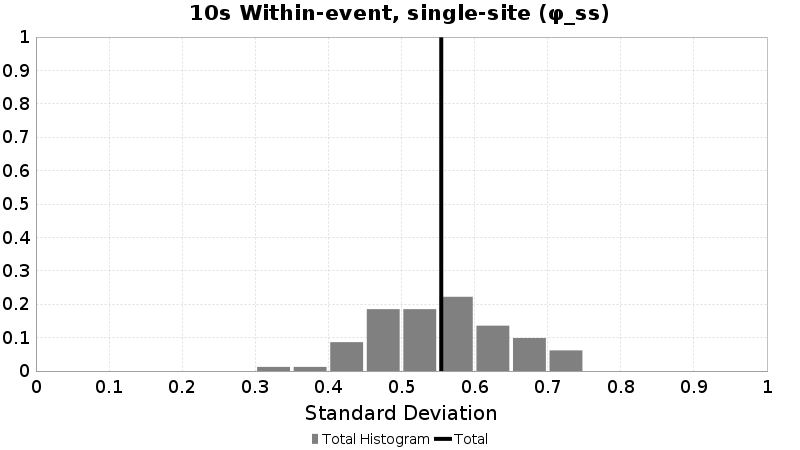 10s Within-event, single-site (φ_ss)
1
0.9
0.8
0.7
0.6
0.5
0.4
0.3
0.2
0.1
0
0 0.1 0.2 0.3 0.4 0.5 0.6 0.7 0.8 0.9 1
Standard Deviation
Total Histogram Total